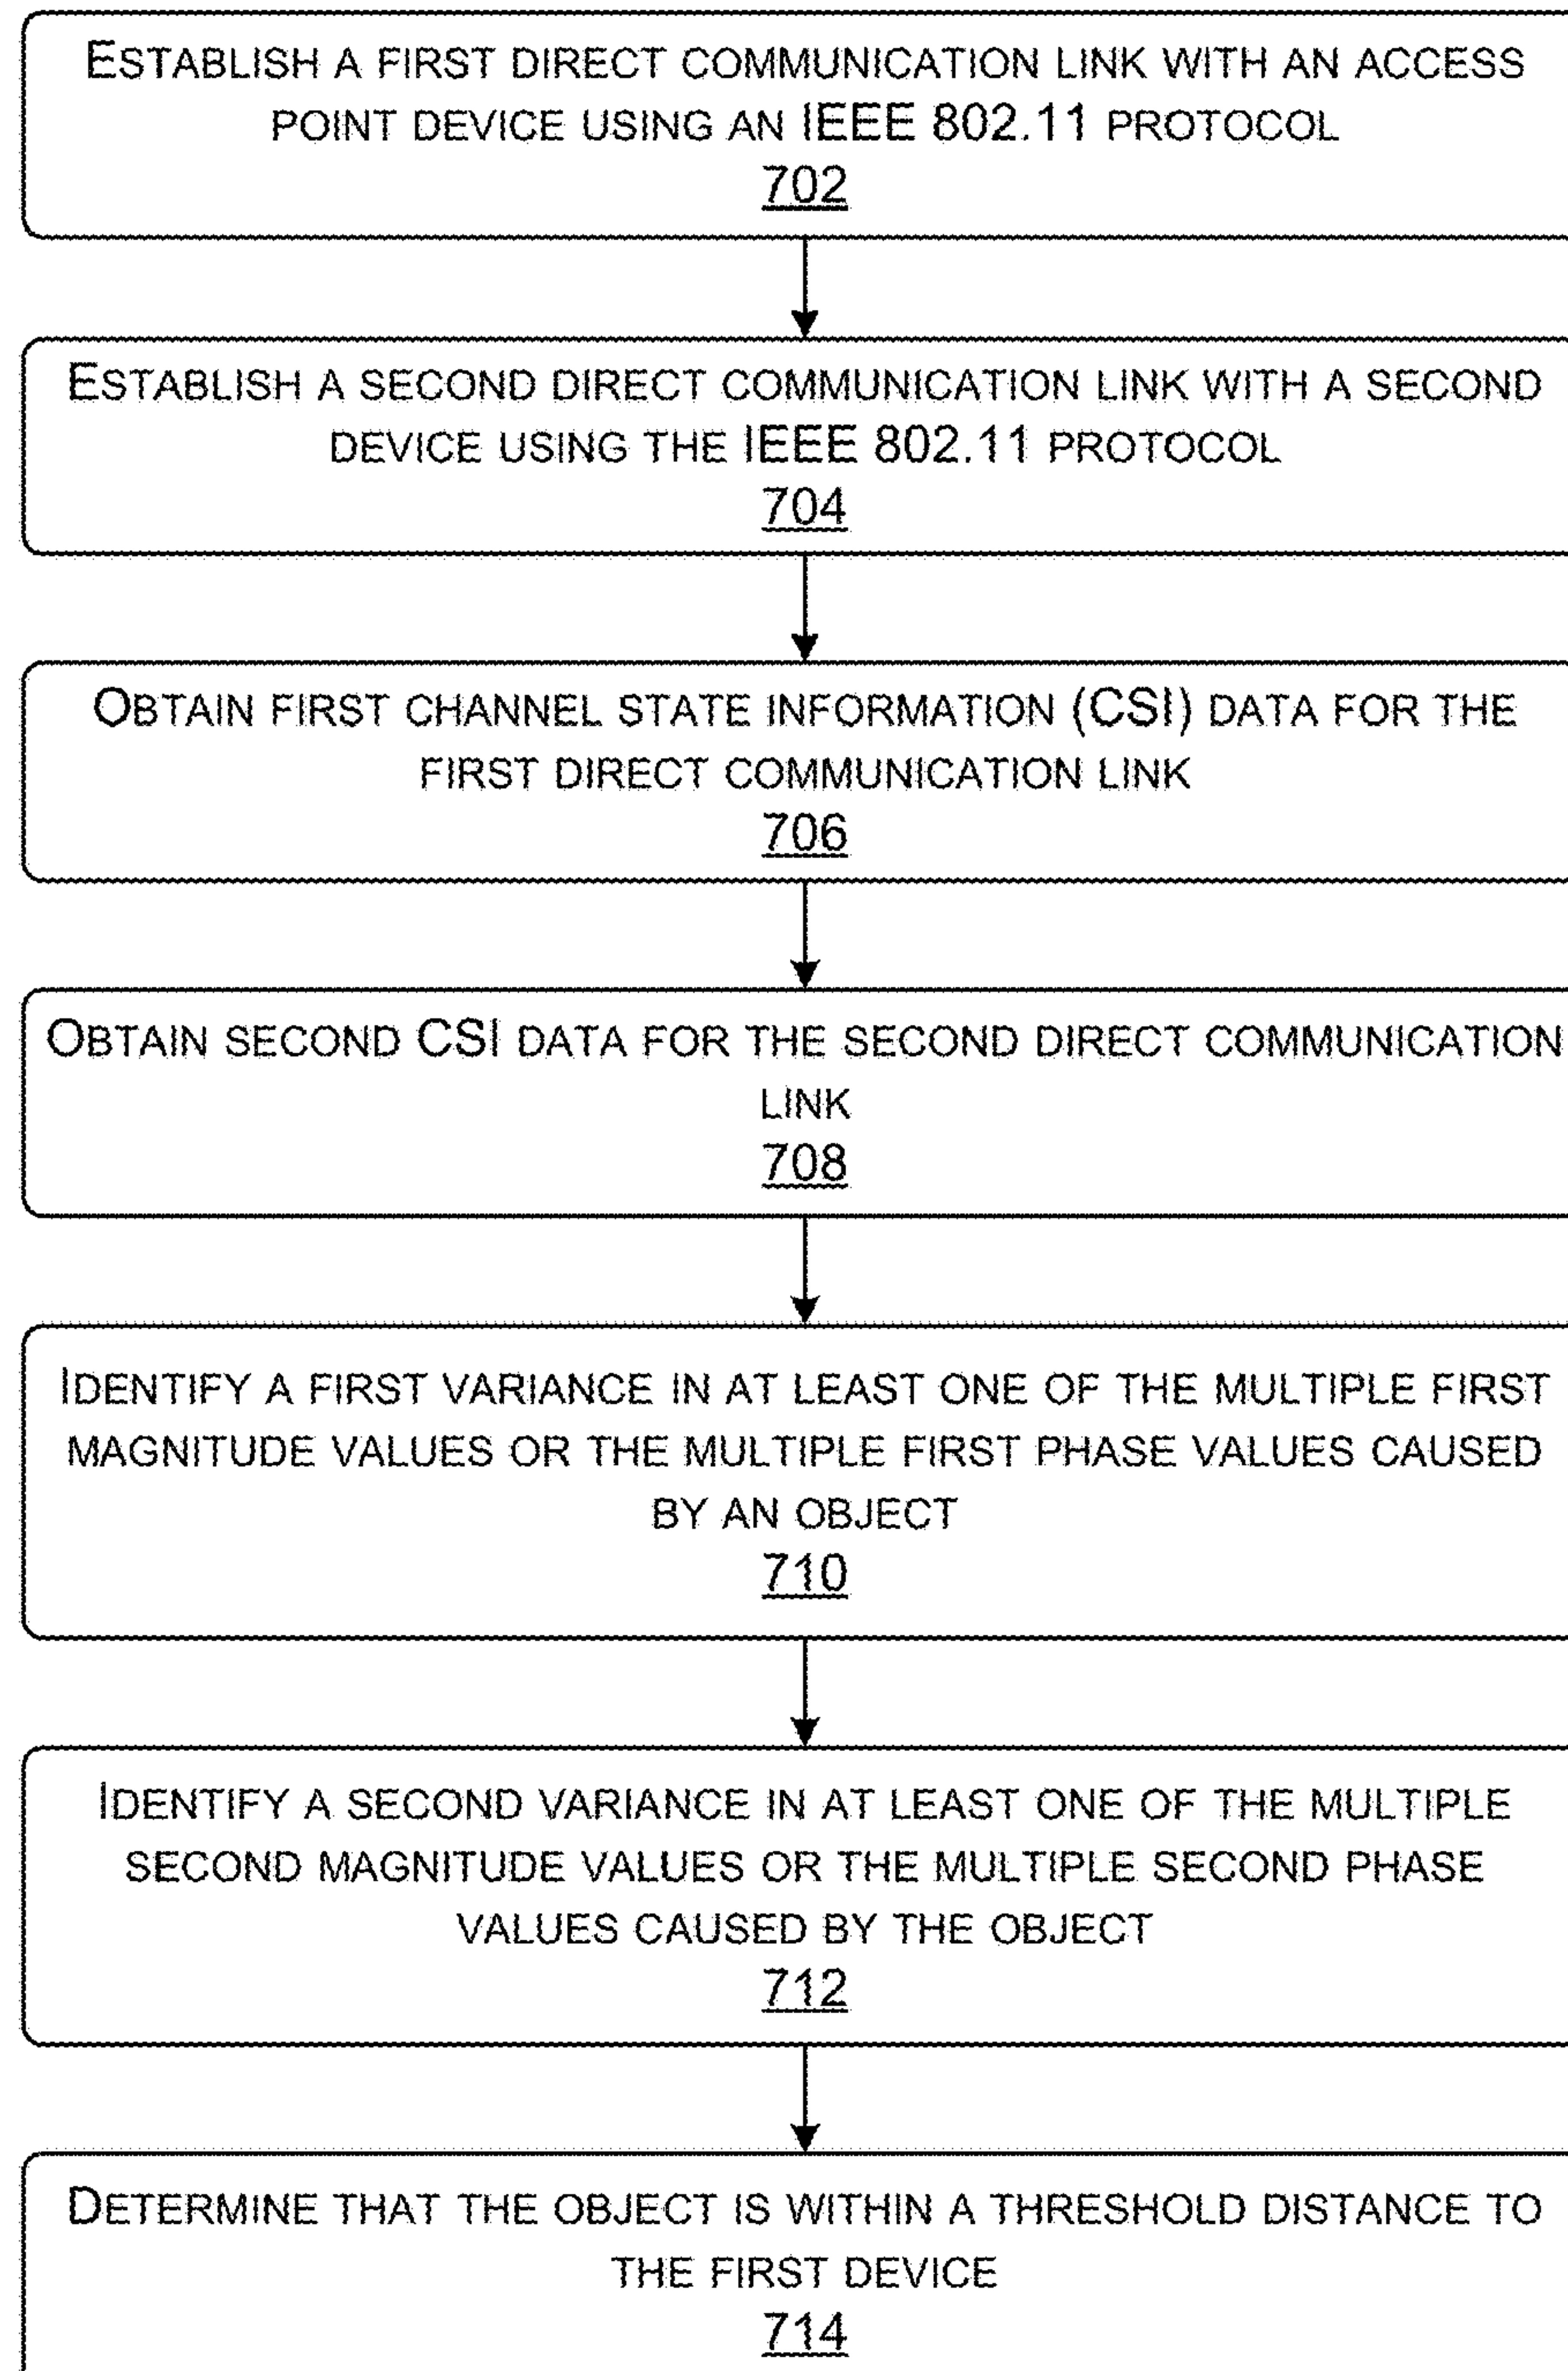 ESTABLISH A FIRST DIRECT COMMUNICATION LINK WITH AN ACCESS
POINT DEVICE USING AN IEEE 802.11 PROTOCOL
702
ESTABLISH A SECOND DIRECT COMMUNICATION LINK WITH A SECOND
DEVICE USING THE IEEE 802.11 PROTOCOL
704
OBTAIN FIRST CHANNEL STATE INFORMATION (CSI) DATA FOR THE
FIRST DIRECT COMMUNICATION LINK
706
OBTAIN SECOND CSI DATA FOR THE SECOND DIRECT COMMUNICATION
LINK
708
IDENTIFY A FIRST VARIANCE IN AT LEAST ONE OF THE MULTIPLE FIRST
MAGNITUDE VALUES OR THE MULTIPLE FIRST PHASE VALUES CAUSED
BY AN OBJECT
710
IDENTIFY A SECOND VARIANCE IN AT LEAST ONE OF THE MULTIPLE
SECOND MAGNITUDE VALUES OR THE MULTIPLE SECOND PHASE
VALUES CAUSED BY THE OBJECT
712
DETERMINE THAT THE OBJECT IS WITHIN A THRESHOLD DISTANCE TO
THE FIRST DEVICE
714